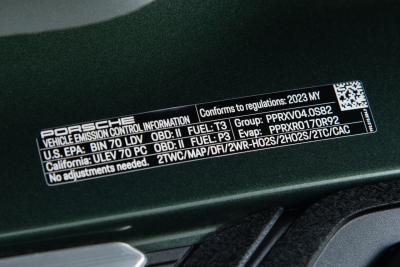 PORSCHE
VEHICLE EMISSION CONTROL INFORMATION Conforms to regulations: 2023 MY
U.S. EPA: BIN 70 LDV OBD: II FUEL: T3 Group: PPRXV04.0SB2
California: ULEV 70 PC OBD: II FUEL: P3 Evap: PPRXR0170R92
No adjustments needed. 2TWC/MAP/DFI/2WR-HO2S/2HO2S/2TC/CAC